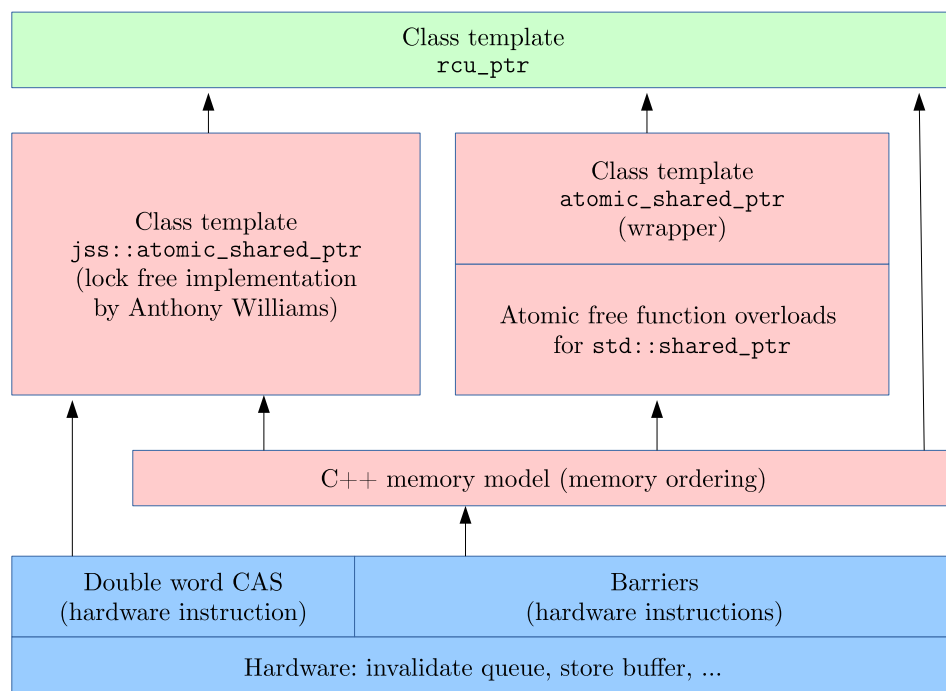 Class template
rcu_ptr
Class template
jss::atomic_shared_ptr
(lock free implementation
by Anthony Williams)
Class template
atomic_shared_ptr
(wrapper)
Atomic free function overloads
for std::shared_ptr
C++ memory model (memory ordering)
Double word CAS
(hardware instruction)
Barriers
(hardware instructions)
Hardware: invalidate queue, store buffer, ...